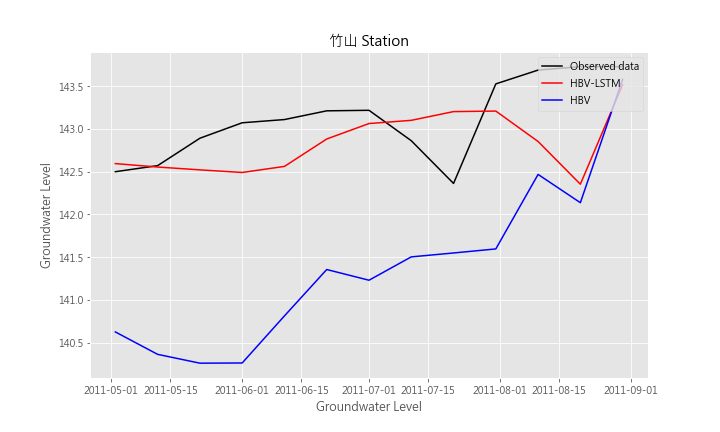 竹山 Station
Observed data
HBV-LSTM
HBV
Groundwater Level
143.5
143.0
142.5
142.0
141.5
141.0
140.5
2011-05-01 2011-05-15 2011-06-01 2011-06-15 2011-07-01 2011-07-15 2011-08-01 2011-08-15 2011-09-01
Groundwater Level